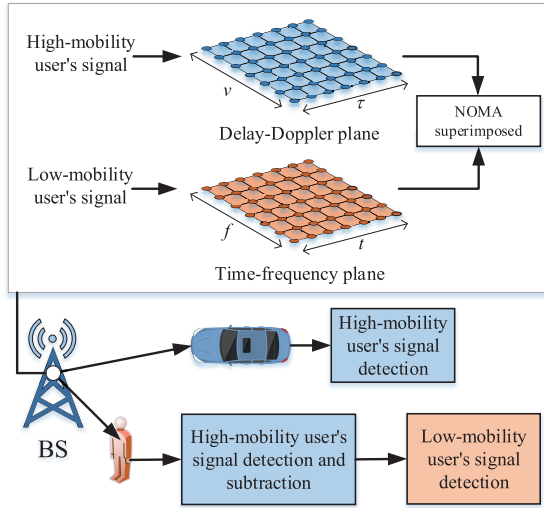 High-mobility
user's signal
v
τ
Delay-Doppler plane
NOMA
superimposed
Low-mobility
user's signal
f
t
Time-frequency plane
High-mobility
user's signal
detection
BS
High-mobility user's
signal detection and
subtraction
Low-mobility
user's signal
detection